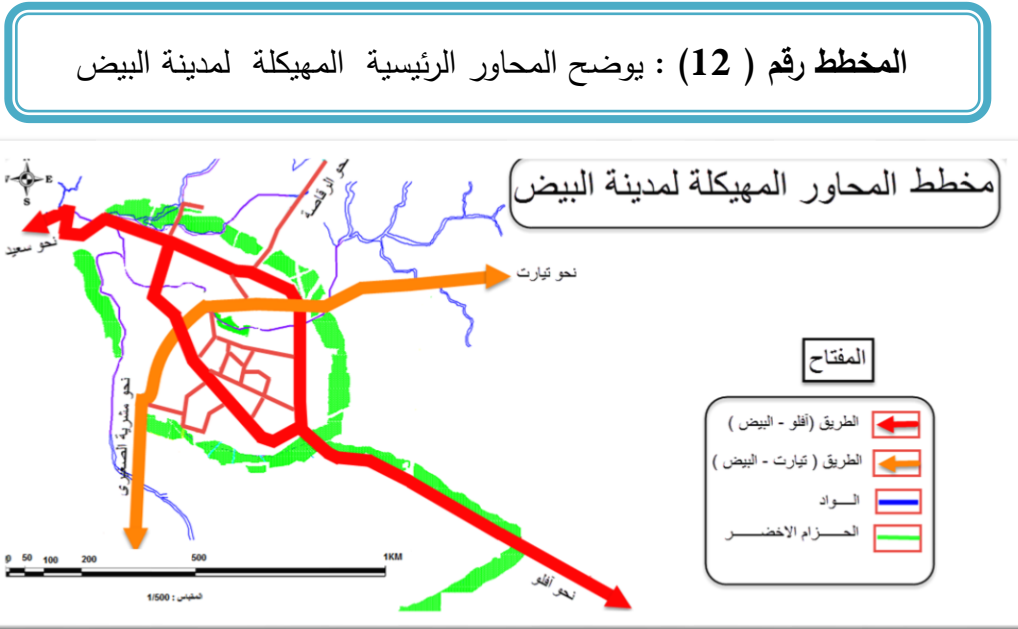 المخطط رقم ( 12) : يوضح المحاور الرئيسية المهيكلة لمدينة البيض
مخطط المحاور المهيكلة لمدينة البيض
E
S
نحو الرقاصة
نحو سعيد
نحو تيارت
نحو مشرية الصغيرى
نحو أفلو
المفتاح
الطريق (أفلو - البيض )
الطريق ( تيارت - البيض )
الـــواد
الحـــزام الاخضـــر
0 50 100 200 500 1KM
المقياس : 1/500